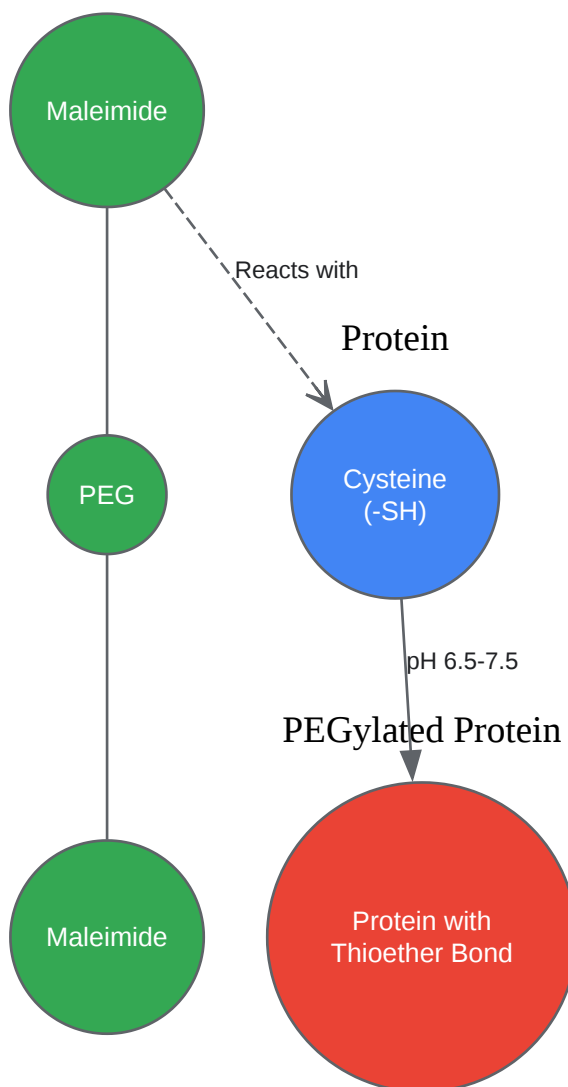 Maleimide
Reacts with
Protein
PEG
Cysteine
(-SH)
pH 6.5-7.5
PEGylated Protein
Maleimide
Protein with
Thioether Bond